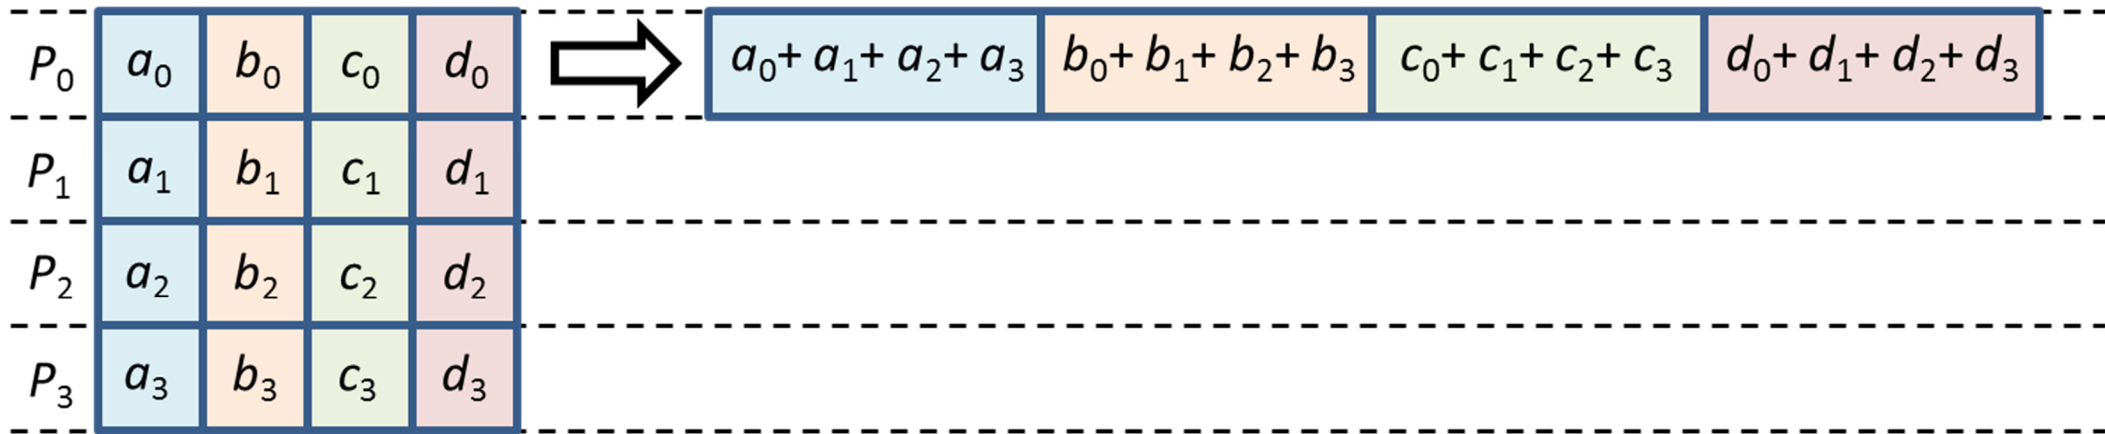 P₀ a₀ b₀ c₀ d₀ a₀+ a₁+ a₂+ a₃ b₀+ b₁+ b₂+ b₃ c₀+ c₁+ c₂+ c₃ d₀+ d₁+ d₂+ d₃
P₁ a₁ b₁ c₁ d₁
P₂ a₂ b₂ c₂ d₂
P₃ a₃ b₃ c₃ d₃